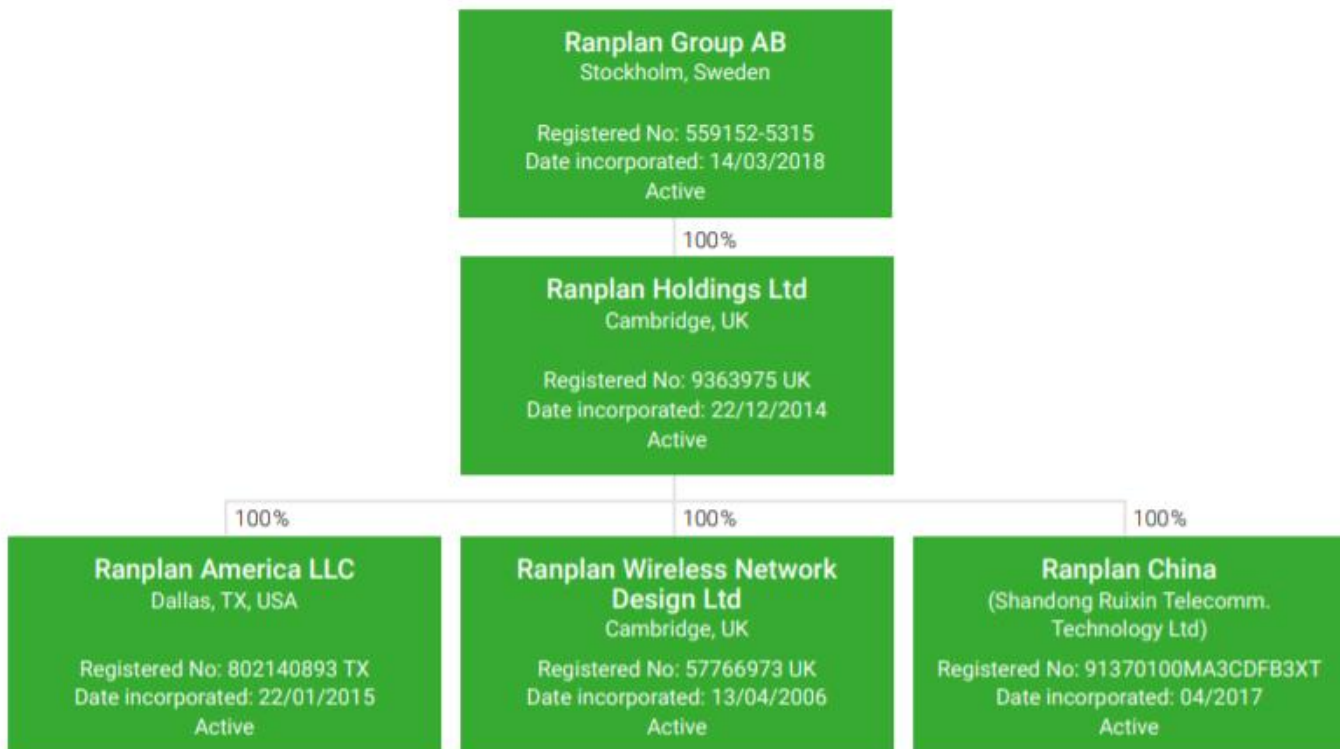 Ranplan Group AB
Stockholm, Sweden
Registered No: 559152-5315
Date incorporated: 14/03/2018
Active
100%
Ranplan Holdings Ltd
Cambridge, UK
Registered No: 9363975 UK
Date incorporated: 22/12/2014
Active
100%
100%
100%
Ranplan America LLC
Dallas, TX, USA
Registered No: 802140893 TX
Date incorporated: 22/01/2015
Active
Ranplan Wireless Network
Design Ltd
Cambridge, UK
Registered No: 57766973 UK
Date incorporated: 13/04/2006
Active
Ranplan China
(Shandong Ruixin Telecomm.
Technology Ltd)
Registered No: 91370100MA3CDFB3XT
Date incorporated: 04/2017
Active